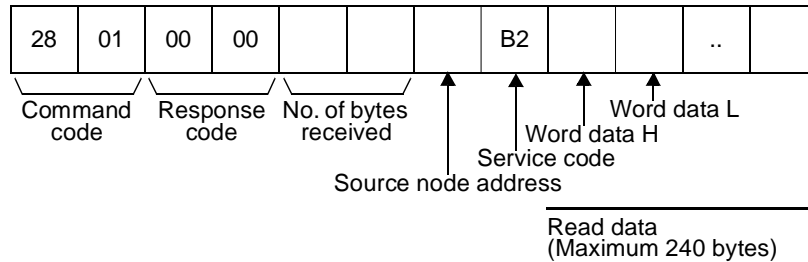 28 01 00 00 B2 ..
Command code
Response code
No. of bytes received
Word data L
Word data H
Service code
Source node address
Read data
(Maximum 240 bytes)